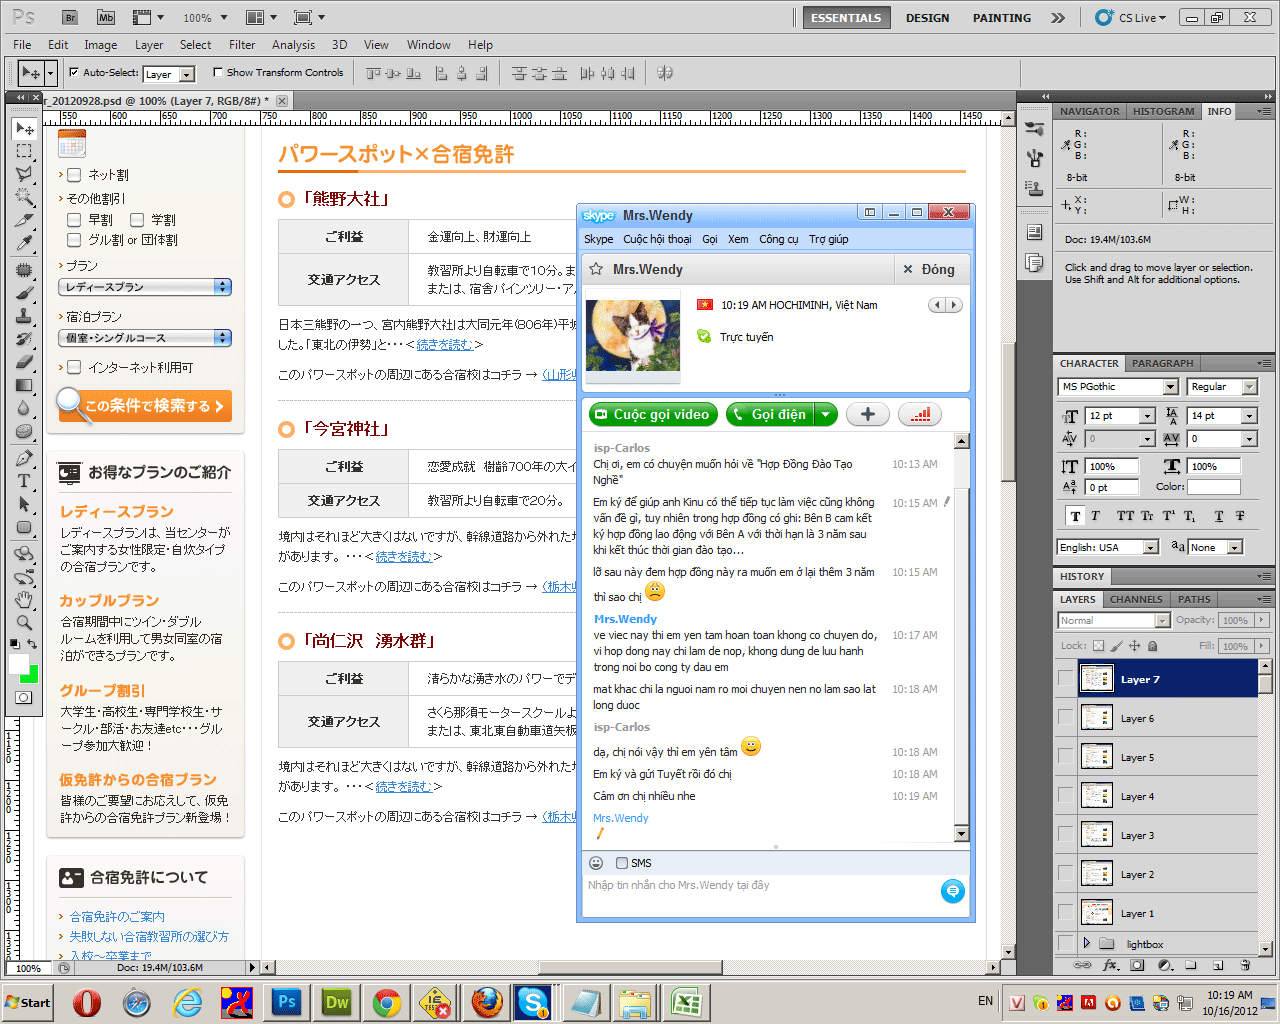 Ps Br Mb 100% ESSENTIALS DESIGN PAINTING CS Live
File Edit Image Layer Select Filter Analysis 3D View Window Help
Auto-Select: Layer Show Transform Controls
r_20120928.psd @ 100% (Layer 7, RGB/8#) *
550 600 650 700 750 800 850 900 950 1000 1050 1100 1150 1200 1250 1300 1350 1400 1450
ネット割
その他割引
早割 学割
グル割 or 団体割
プラン
レディースプラン
宿泊プラン
個室・シングルコース
インターネット利用可
この条件で検索する
お得なプランのご紹介
レディースプラン
レディースプランは、当センターが
ご案内する女性限定・自炊タイプ
の合宿プランです。
カップルプラン
合宿期間中にツイン・ダブル
ルームを利用して男女同室の宿
泊ができるプランです。
グループ割引
大学生・高校生・専門学校生・サ
ークル・部活・お友達etc・・・グル
ープ参加大歓迎！
仮免許からの合宿プラン
皆様のご要望にお応えして、仮免
許からの合宿免許プラン新登場！
合宿免許について
合宿免許のご案内
失敗しない合宿教習所の選び方
入校～卒業まで
パワースポット×合宿免許
「熊野大社」
ご利益 金運向上、財運向上
交通アクセス 教習所より自転車で10分。ま
または、宿舎パインツリー・ア
日本三熊野の一つ、宮内熊野大社は大同元年(806年)平城
した。「東北の伊勢」と・・・<続きを読む>
このパワースポットの周辺にある合宿校はコチラ → (山形
「今宮神社」
ご利益 恋愛成就 樹齢700年の大イ
交通アクセス 教習所より自転車で20分。
境内はそれほど大きくはないですが、幹線道路から外れた場
があります。 ・・・<続きを読む>
このパワースポットの周辺にある合宿校はコチラ → (栃木
「尚仁沢 湧水群」
ご利益 清らかな湧き水のパワーでデ
交通アクセス さくら那須モータースクールよ
または、東北東自動車道矢板
境内はそれほど大きくはないですが、幹線道路から外れた場
があります。 ・・・<続きを読む>
このパワースポットの周辺にある合宿校はコチラ → (栃木
skype Mrs.Wendy
Skype Cuộc hội thoại Gọi Xem Công cụ Trợ giúp
Mrs.Wendy Đóng
10:19 AM HOCHIMINH, Việt Nam
Trực tuyến
Cuộc gọi video Gọi điện
isp-Carlos
Chị ơi, em có chuyện muốn hỏi về "Hợp Đồng Đào Tạo 10:13 AM
Nghề"
Em ký để giúp anh Kinu có thể tiếp tục làm việc cũng không 10:15 AM
vấn đề gì, tuy nhiên trong hợp đồng có ghi: Bên B cam kết
ký hợp đồng lao động với Bên A với thời hạn là 3 năm sau
khi kết thúc thời gian đào tạo...
lỡ sau này đem hợp đồng này ra muốn em ở lại thêm 3 năm 10:15 AM
thì sao chị
Mrs.Wendy
ve viec nay thi em yen tam hoan toan khong co chuyen do, 10:17 AM
vi hop dong nay chi lam de nop, khong dung de luu hanh
trong noi bo cong ty dau em
mat khac chi la nguoi nam ro moi chuyen nen no lam sao lat 10:18 AM
long duoc
isp-Carlos
dạ, chị nói vậy thì em yên tâm 10:18 AM
Em ký và gửi Tuyết rồi đó chị 10:18 AM
Cảm ơn chị nhiều nhe 10:19 AM
Mrs.Wendy
SMS
Nhập tin nhắn cho Mrs.Wendy tại đây
NAVIGATOR HISTOGRAM INFO
R: R:
G: G:
B: B:
8-bit 8-bit
X: W:
Y: H:
Doc: 19.4M/103.6M
Click and drag to move layer or selection.
Use Shift and Alt for additional options.
CHARACTER PARAGRAPH
MS PGothic Regular
12 pt 14 pt
0 0
100% 100%
0 pt Color:
English: USA aa None
HISTORY
LAYERS CHANNELS PATHS
Normal Opacity: 100%
Lock: Fill: 100%
Layer 7
Layer 6
Layer 5
Layer 4
Layer 3
Layer 2
Layer 1
lightbox
100% Doc: 19.4M/103.6M
Start Ps Dw EN 10:19 AM
10/16/2012